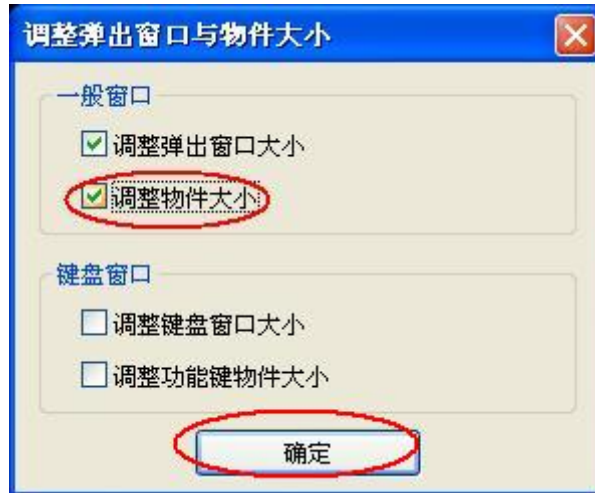 调整弹出窗口与物件大小
一般窗口
调整弹出窗口大小
调整物件大小
键盘窗口
调整键盘窗口大小
调整功能键物件大小
确定